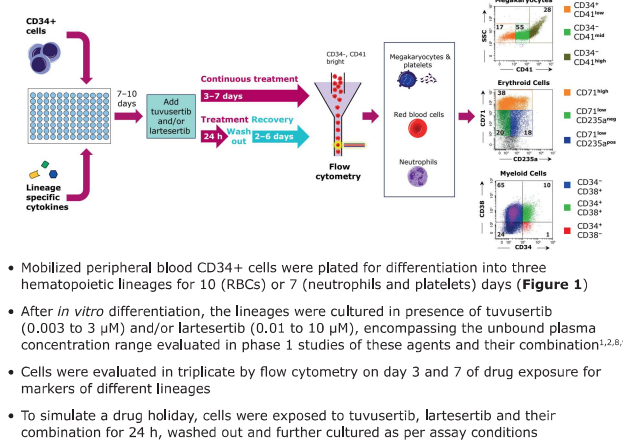 CD34+
cells
Lineage
specific
cytokines
7–10
days
Add
tuvusertib
and/or
lartesertib
Continuous treatment
3–7 days
Treatment Recovery
24 h
Wash
out
2–6 days
CD34–, CD41
bright
Flow
cytometry
Megakaryocytes &
platelets
Red blood cells
Neutrophils
Megakaryocytes
28
17
55
SSC
CD41
CD34+
CD41low
CD34–
CD41mid
CD34–
CD41high
Erythroid Cells
38
20
18
CD71
CD235a
CD71high
CD71low
CD235aneg
CD71low
CD235apos
Myeloid Cells
65
10
24
1
CD38
CD34
CD34–
CD38+
CD34+
CD38+
CD34+
CD38–
• Mobilized peripheral blood CD34+ cells were plated for differentiation into three
hematopoietic lineages for 10 (RBCs) or 7 (neutrophils and platelets) days (Figure 1)
• After in vitro differentiation, the lineages were cultured in presence of tuvusertib
(0.003 to 3 µM) and/or lartesertib (0.01 to 10 µM), encompassing the unbound plasma
concentration range evaluated in phase 1 studies of these agents and their combination1,2,8,
• Cells were evaluated in triplicate by flow cytometry on day 3 and 7 of drug exposure for
markers of different lineages
• To simulate a drug holiday, cells were exposed to tuvusertib, lartesertib and their
combination for 24 h, washed out and further cultured as per assay conditions